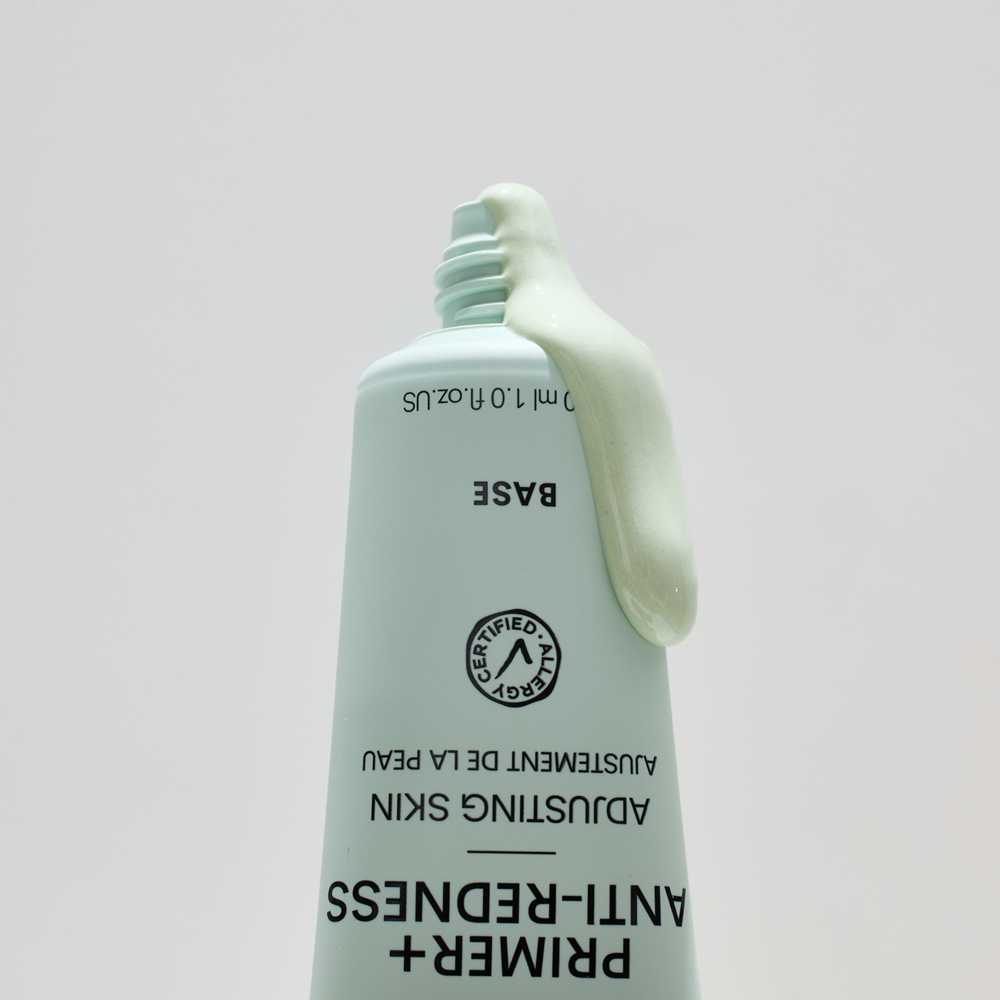 PRIMER+
ANTI-REDNESS
ADJUSTING SKIN
AJUSTEMENT DE LA PEAU
ALLERGY CERTIFIED ·
BASE
0 ml 1.0 fl.oz.US